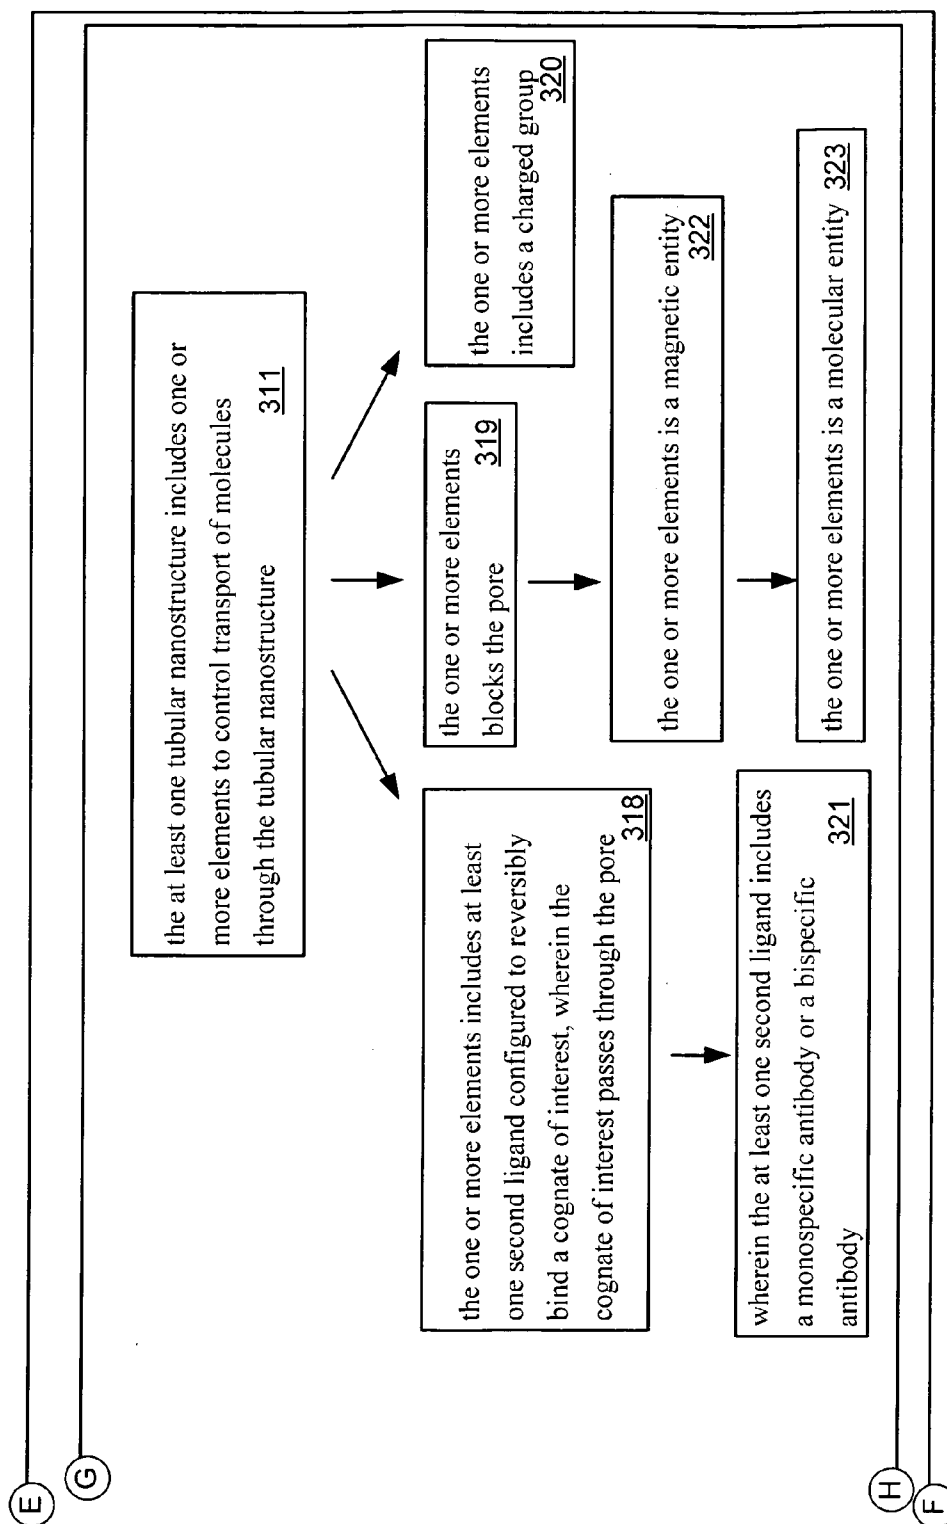 E
G
the at least one tubular nanostructure includes one or
more elements to control transport of molecules
through the tubular nanostructure 311
the one or more elements includes at least
one second ligand configured to reversibly
bind a cognate of interest, wherein the
cognate of interest passes through the pore
318
the one or more elements
blocks the pore 319
the one or more elements
includes a charged group
320
the one or more elements is a magnetic entity
322
wherein the at least one second ligand includes
a monospecific antibody or a bispecific
antibody 321
the one or more elements is a molecular entity 323
H
F